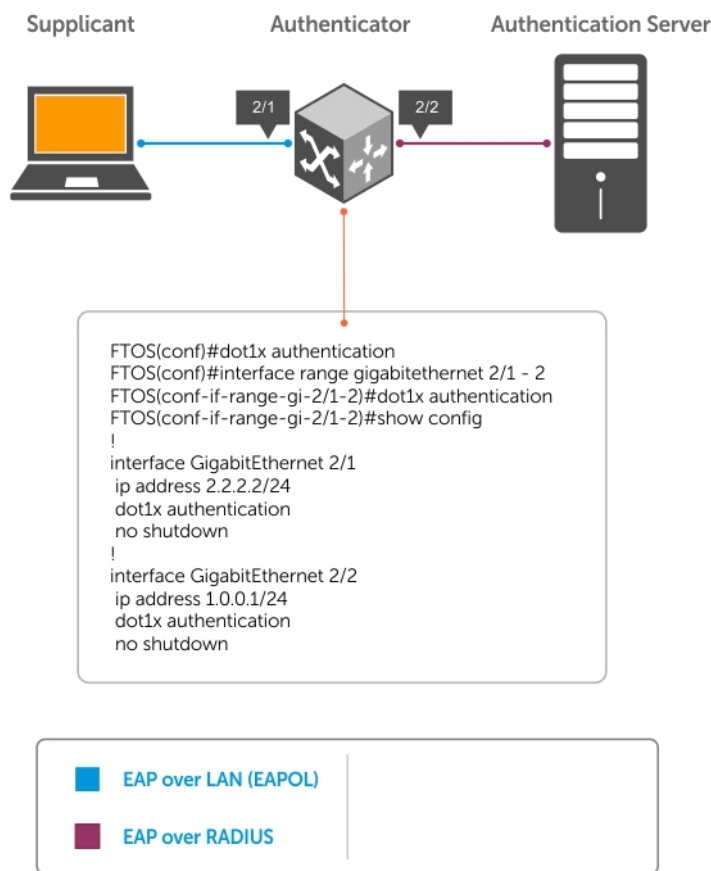 Supplicant Authenticator Authentication Server
2/1 2/2
FTOS(conf)#dot1x authentication
FTOS(conf)#interface range gigabitethernet 2/1 - 2
FTOS(conf-if-range-gi-2/1-2)#dot1x authentication
FTOS(conf-if-range-gi-2/1-2)#show config
!
interface GigabitEthernet 2/1
ip address 2.2.2.2/24
dot1x authentication
no shutdown
!
interface GigabitEthernet 2/2
ip address 1.0.0.1/24
dot1x authentication
no shutdown
EAP over LAN (EAPOL)
EAP over RADIUS